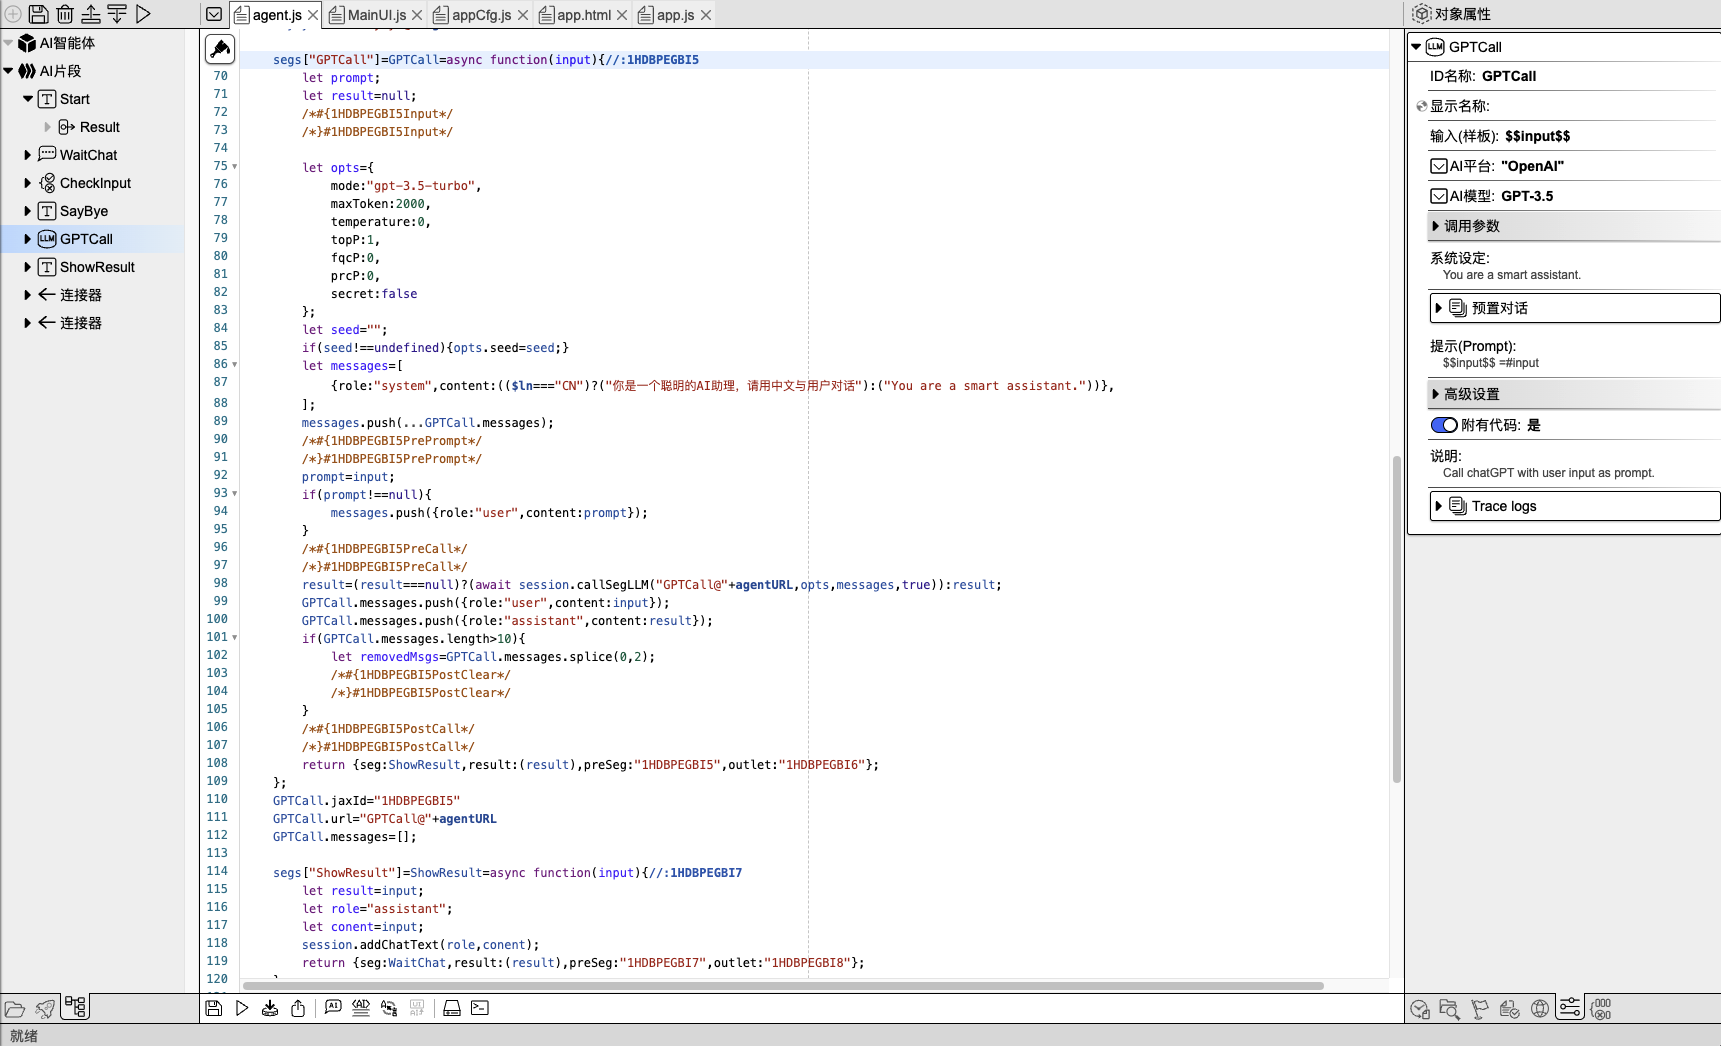 agent.js
MainUI.js
appCfg.js
app.html
app.js
对象属性
AI智能体
AI片段
Start
Result
WaitChat
CheckInput
SayBye
LLM GPTCall
ShowResult
连接器
连接器
segs["GPTCall"]=GPTCall=async function(input){//:1HDBPEGBI5
70 let prompt;
71 let result=null;
72 /*#{1HDBPEGBI5Input*/
73 /*}#1HDBPEGBI5Input*/
74
75 let opts={
76 mode:"gpt-3.5-turbo",
77 maxToken:2000,
78 temperature:0,
79 topP:1,
80 fqcP:0,
81 prcP:0,
82 secret:false
83 };
84 let seed="";
85 if(seed!==undefined){opts.seed=seed;}
86 let messages=[
87 {role:"system",content:(($ln==="CN")?("你是一个聪明的AI助理，请用中文与用户对话"):("You are a smart assistant."))},
88 ];
89 messages.push(...GPTCall.messages);
90 /*#{1HDBPEGBI5PrePrompt*/
91 /*}#1HDBPEGBI5PrePrompt*/
92 prompt=input;
93 if(prompt!==null){
94 messages.push({role:"user",content:prompt});
95 }
96 /*#{1HDBPEGBI5PreCall*/
97 /*}#1HDBPEGBI5PreCall*/
98 result=(result===null)?(await session.callSegLLM("GPTCall@"+agentURL,opts,messages,true)):result;
99 GPTCall.messages.push({role:"user",content:input});
100 GPTCall.messages.push({role:"assistant",content:result});
101 if(GPTCall.messages.length>10){
102 let removedMsgs=GPTCall.messages.splice(0,2);
103 /*#{1HDBPEGBI5PostClear*/
104 /*}#1HDBPEGBI5PostClear*/
105 }
106 /*#{1HDBPEGBI5PostCall*/
107 /*}#1HDBPEGBI5PostCall*/
108 return {seg:ShowResult,result:(result),preSeg:"1HDBPEGBI5",outlet:"1HDBPEGBI6"};
109 };
110 GPTCall.jaxId="1HDBPEGBI5"
111 GPTCall.url="GPTCall@"+agentURL
112 GPTCall.messages=[];
113
114 segs["ShowResult"]=ShowResult=async function(input){//:1HDBPEGBI7
115 let result=input;
116 let role="assistant";
117 let conent=input;
118 session.addChatText(role,conent);
119 return {seg:WaitChat,result:(result),preSeg:"1HDBPEGBI7",outlet:"1HDBPEGBI8"};
120
LLM GPTCall
ID名称: GPTCall
显示名称:
输入(样板): $$input$$
AI平台: "OpenAI"
AI模型: GPT-3.5
调用参数
系统设定:
You are a smart assistant.
预置对话
提示(Prompt):
$$input$$ =#input
高级设置
附有代码: 是
说明:
Call chatGPT with user input as prompt.
Trace logs
就绪